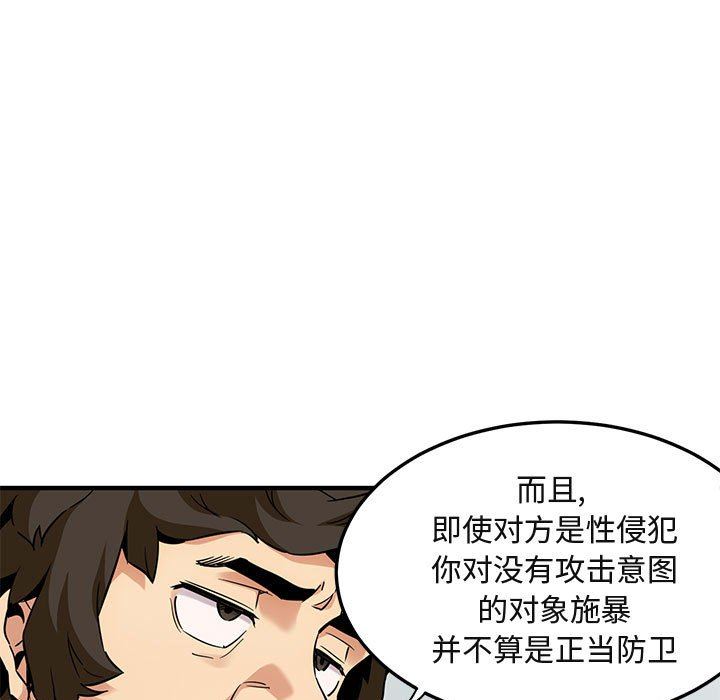 而且,
即使对方是性侵犯
你对没有攻击意图
的对象施暴
并不算是正当防卫